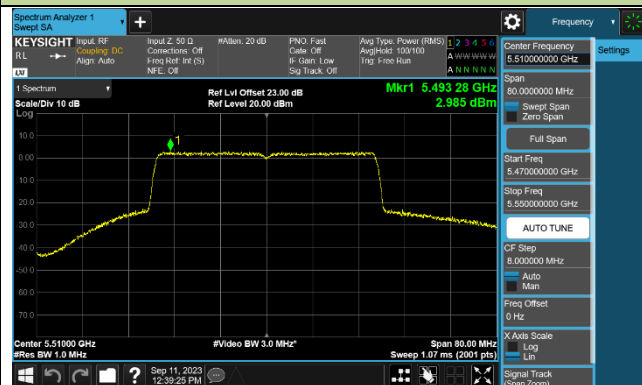 Spectrum Analyzer 1
Swept SA
Frequency
KEYSIGHT Input: RF Input Z: 50 Ω #Atten: 20 dB PNO: Fast Avg Type: Power (RMS) 1 2 3 4 5 6
Coupling: DC Corrections: Off Gate: Off Avg|Hold: 100/100 A W W W W W
RL Align: Auto Freq Ref: Int (S) IF Gain: Low Trig: Free Run
NFE: Off Sig Track: Off A N N N N N
LXI
1 Spectrum
Ref Lvl Offset 23.00 dB Mkr1 5.493 28 GHz
Scale/Div 10 dB Ref Level 20.00 dBm 2.985 dBm
Log
1
10.0
0.00
-10.0
-20.0
-30.0
-40.0
-50.0
-60.0
-70.0
Center 5.51000 GHz #Video BW 3.0 MHz* Span 80.00 MHz
#Res BW 1.0 MHz Sweep 1.07 ms (2001 pts)
Sep 11, 2023
12:39:25 PM
Center Frequency
5.510000000 GHz
Settings
Span
80.0000000 MHz
Swept Span
Zero Span
Full Span
Start Freq
5.470000000 GHz
Stop Freq
5.550000000 GHz
AUTO TUNE
CF Step
8.000000 MHz
Auto
Man
Freq Offset
0 Hz
X Axis Scale
Log
Lin
Signal Track
(Span Zoom)